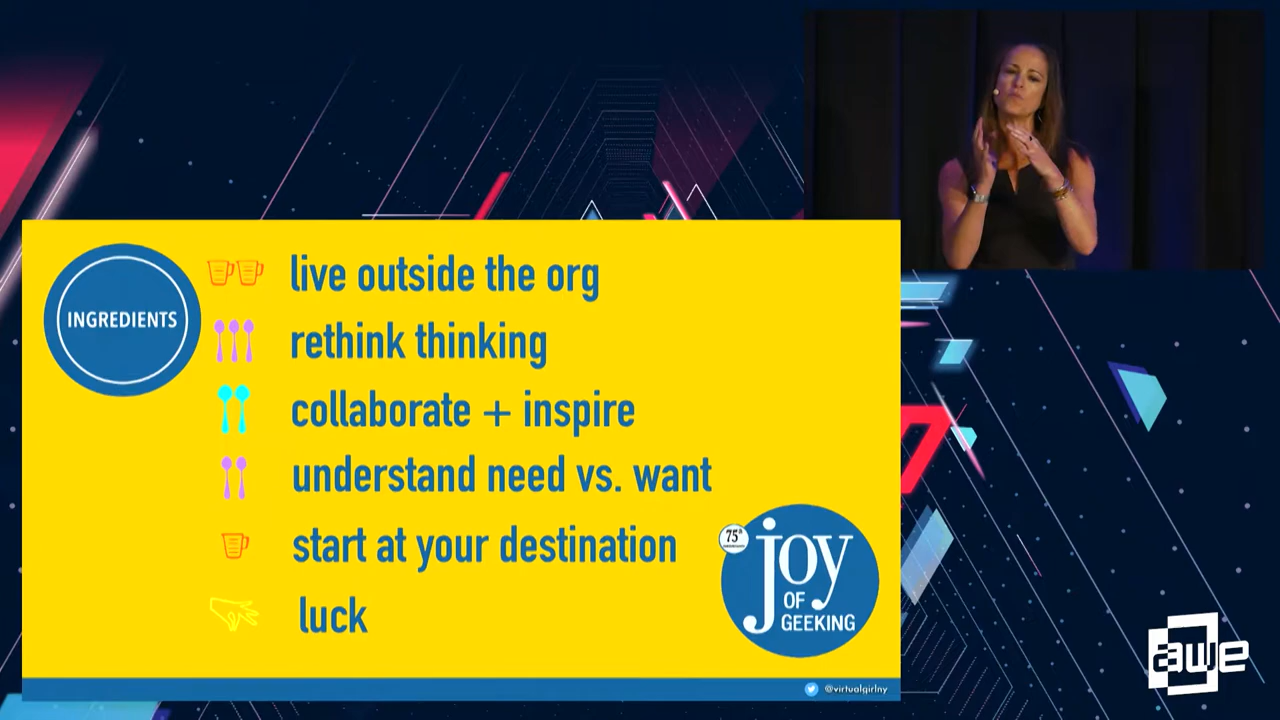 INGREDIENTS
live outside the org
rethink thinking
collaborate + inspire
understand need vs. want
start at your destination
luck
75th
joy
OF
GEEKING
@virtualgirlny
awe